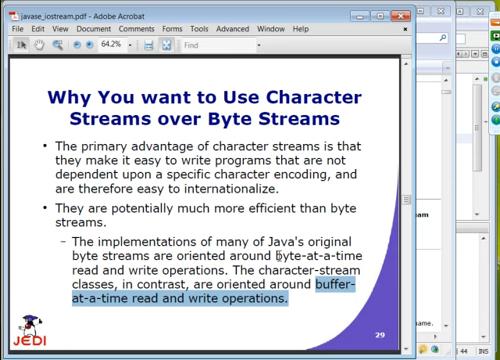 javase_iostream.pdf - Adobe Acrobat
File Edit View Document Comments Forms Tools Advanced Window Help
64.2% Find
Why You want to Use Character
Streams over Byte Streams
• The primary advantage of character streams is that
they make it easy to write programs that are not
dependent upon a specific character encoding, and
are therefore easy to internationalize.
• They are potentially much more efficient than byte
streams.
– The implementations of many of Java's original
byte streams are oriented around byte-at-a-time
read and write operations. The character-stream
classes, in contrast, are oriented around buffer-
at-a-time read and write operations.
JEDI
29